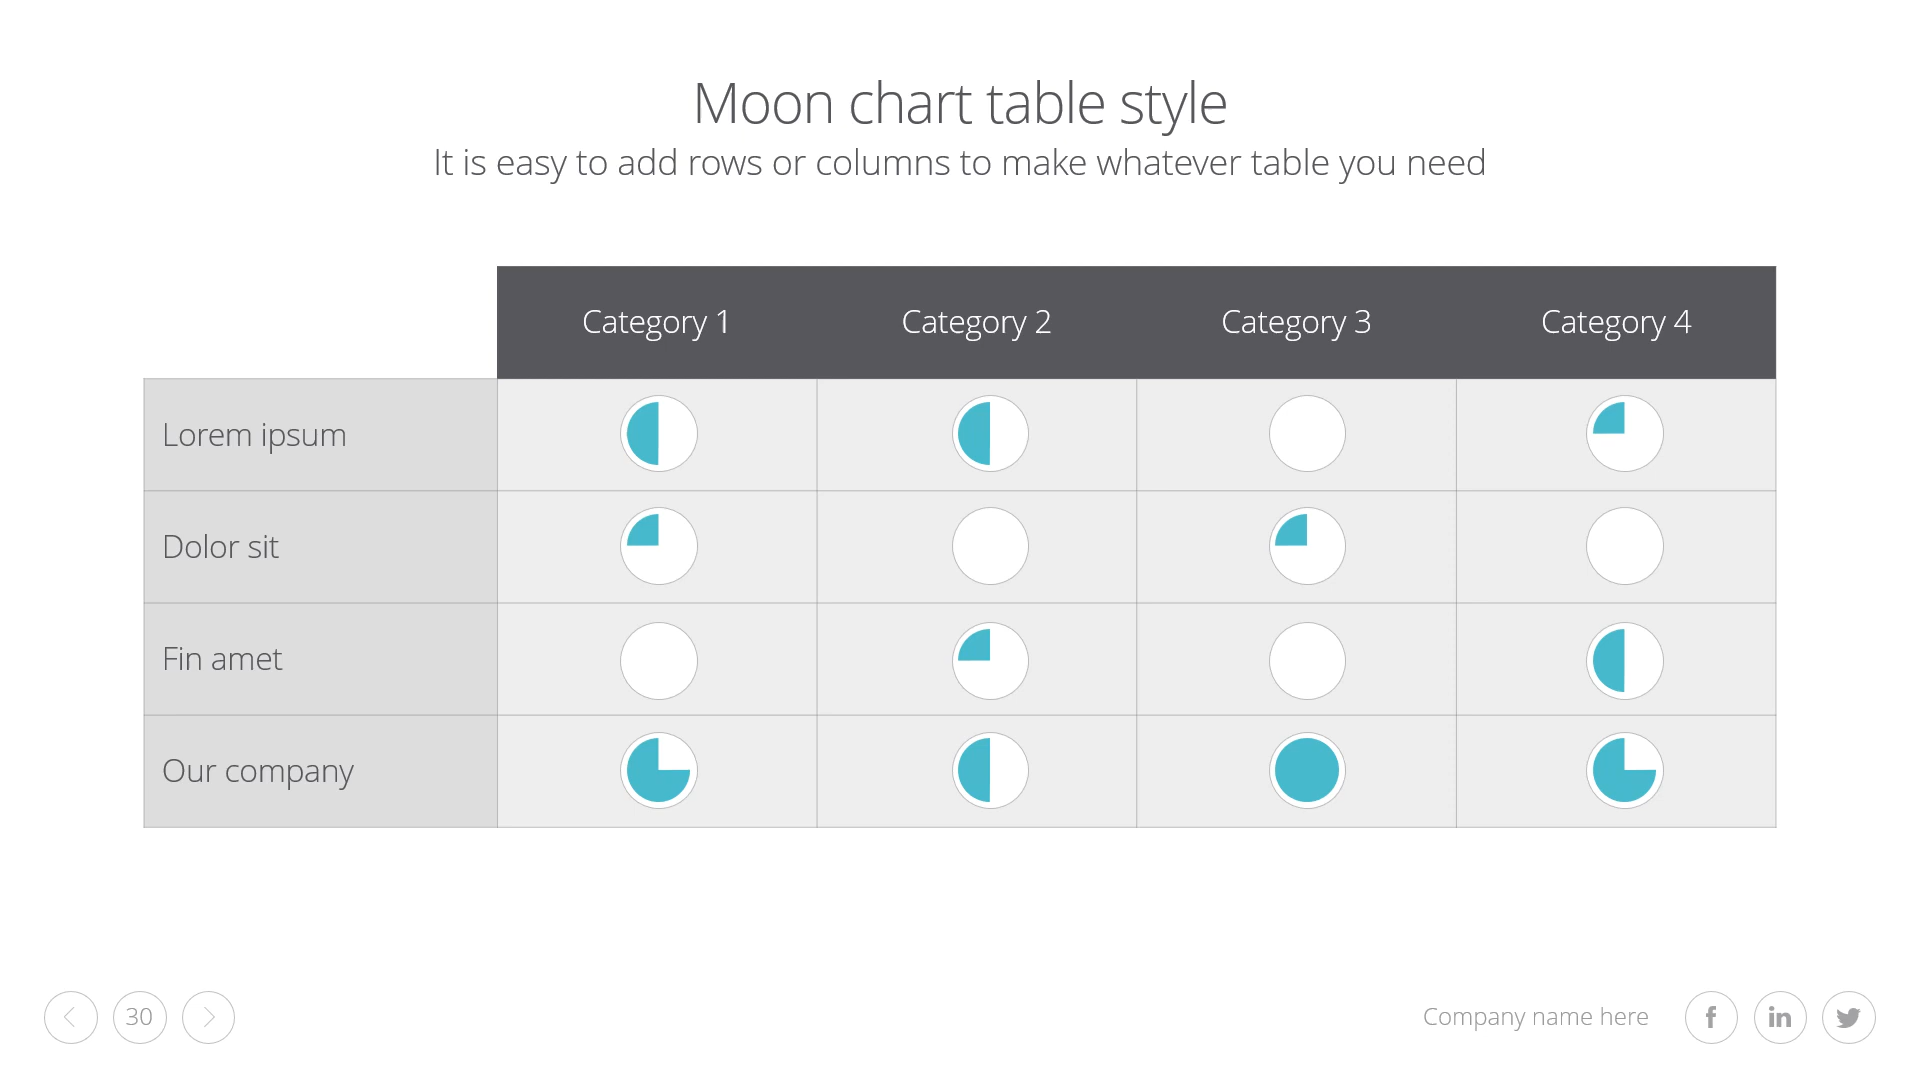 Moon chart table style
It is easy to add rows or columns to make whatever table you need
Category 1 Category 2 Category 3 Category 4
Lorem ipsum
Dolor sit
Fin amet
Our company
30
Company name here
f in